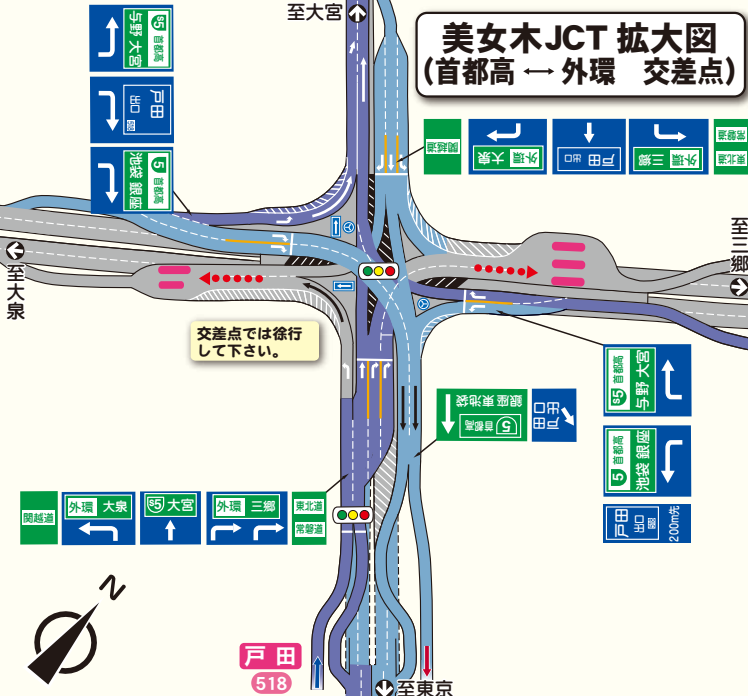 至大宮
美女木JCT 拡大図
(首都高 ↔ 外環 交差点)
S5 首都高
与野 大宮
戸田
出口
5 首都高
池袋 銀座
関越道
外環 大泉
戸田
出口
外環 三郷
常磐道
東北道
至大泉
至三郷
交差点では徐行
して下さい。
S5 首都高
与野 大宮
5 首都高
池袋 銀座
戸田
出口
200m先
銀座東池袋
5 首都高
戸田
出口
関越道
外環 大泉
S5 大宮
外環 三郷
東北道
常磐道
N
戸田
518
至東京